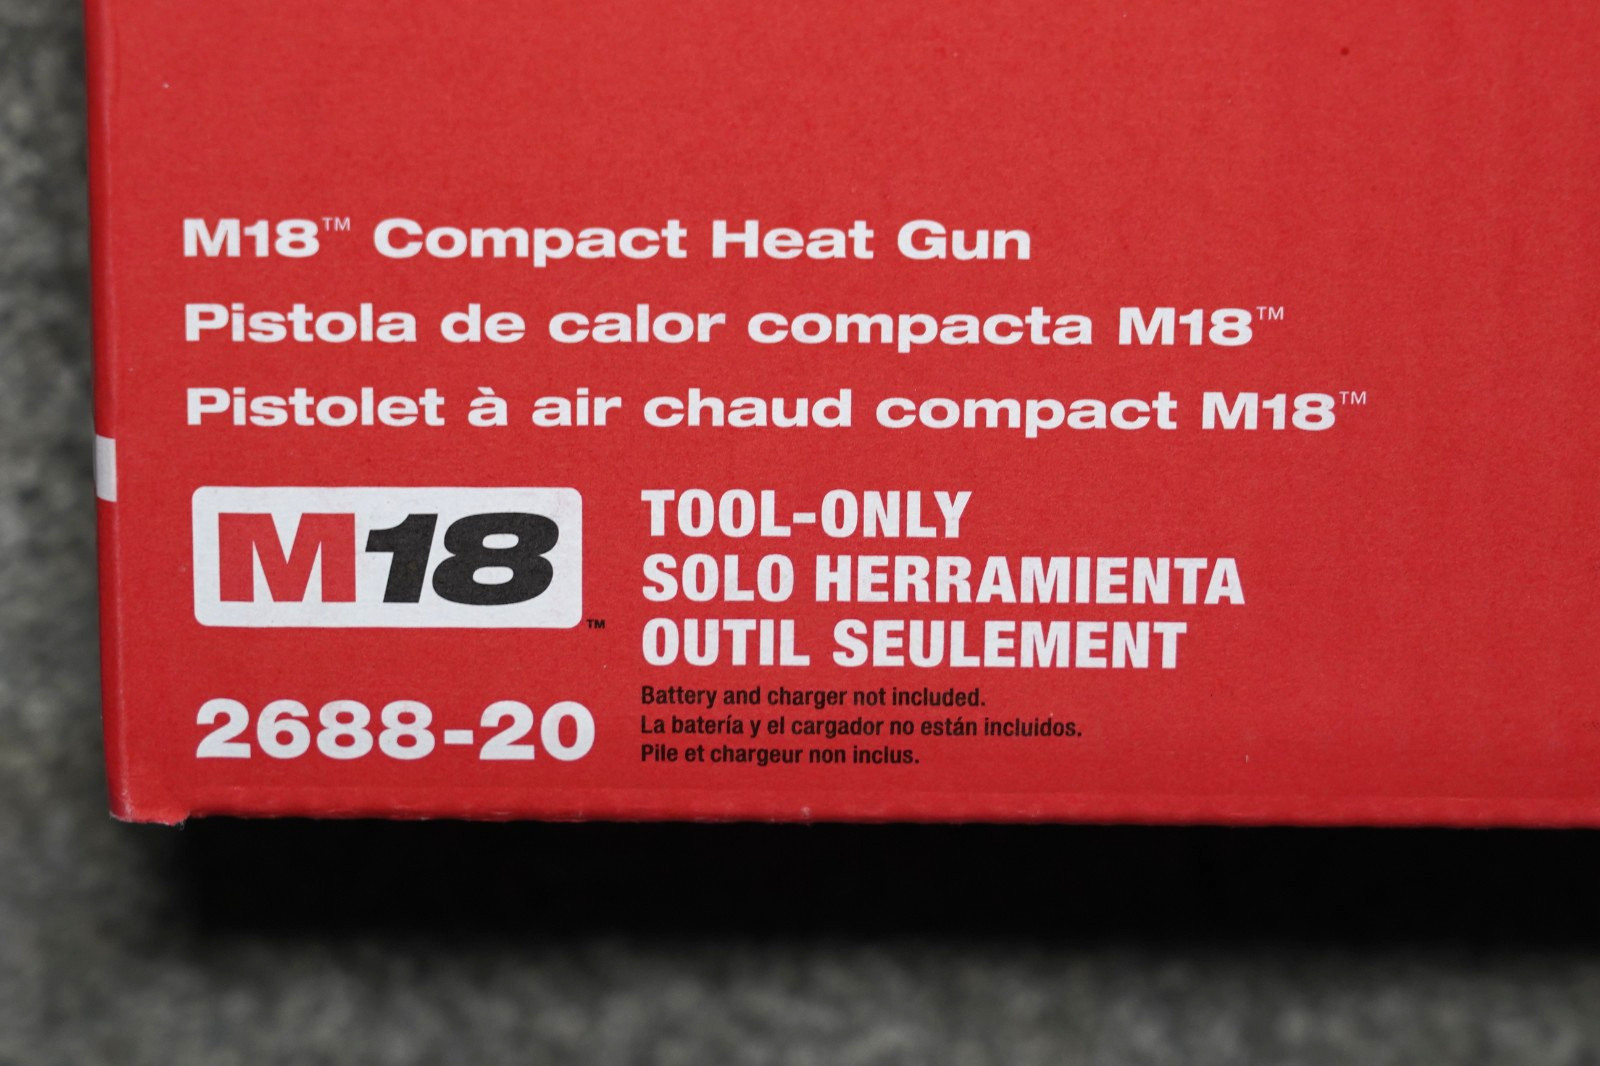 M18™ Compact Heat Gun
Pistola de calor compacta M18™
Pistolet à air chaud compact M18™
M18™
TOOL-ONLY
SOLO HERRAMIENTA
OUTIL SEULEMENT
2688-20
Battery and charger not included.
La batería y el cargador no están incluidos.
Pile et chargeur non inclus.